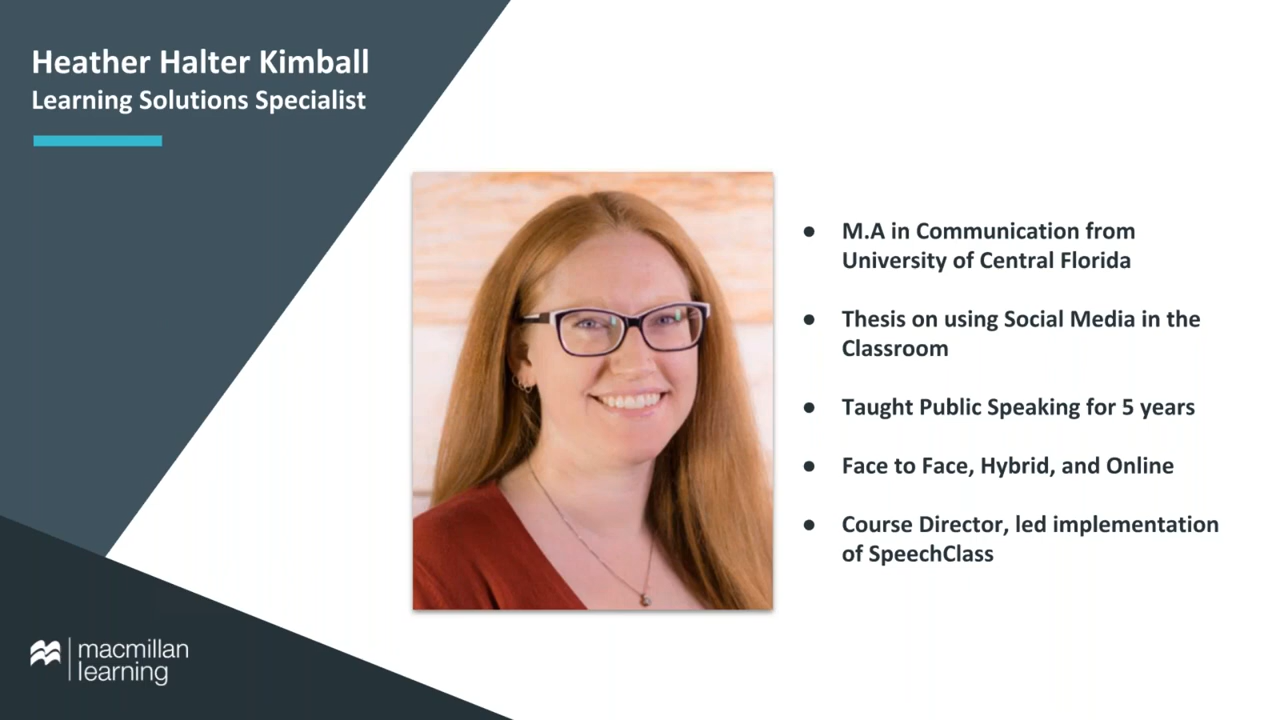 Heather Halter Kimball
Learning Solutions Specialist
● M.A in Communication from
University of Central Florida
● Thesis on using Social Media in the
Classroom
● Taught Public Speaking for 5 years
● Face to Face, Hybrid, and Online
● Course Director, led implementation
of SpeechClass
macmillan
learning